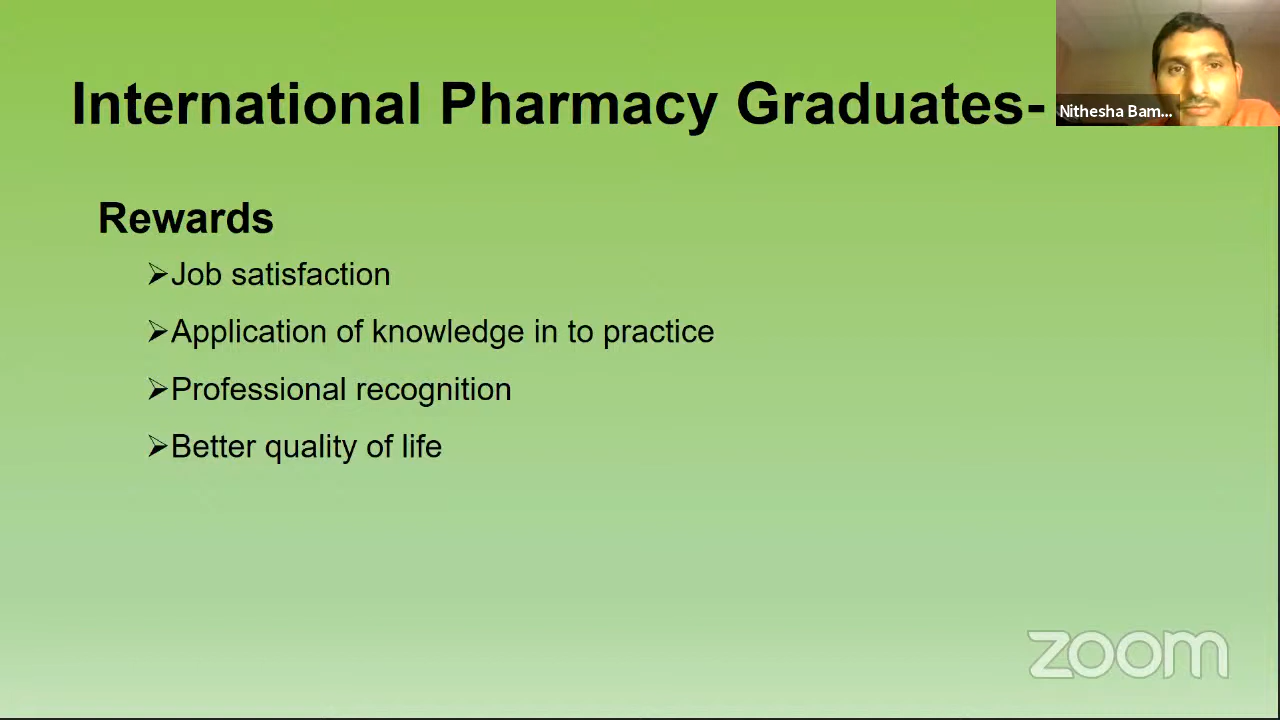 International Pharmacy Graduates-
Nithesha Bam...
Rewards
➢Job satisfaction
➢Application of knowledge in to practice
➢Professional recognition
➢Better quality of life
zoom